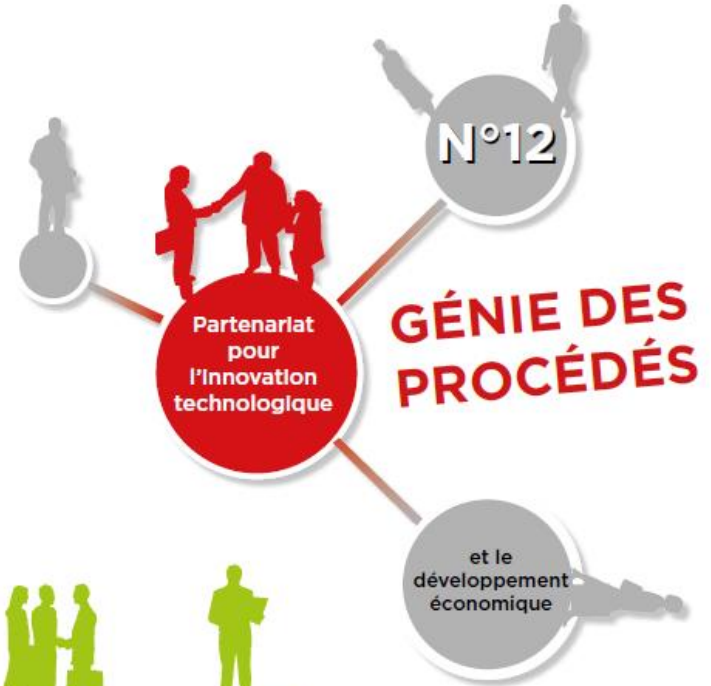 N°12
GÉNIE DES
PROCÉDÉS
Partenariat
pour
l'innovation
technologique
et le
développement
économique